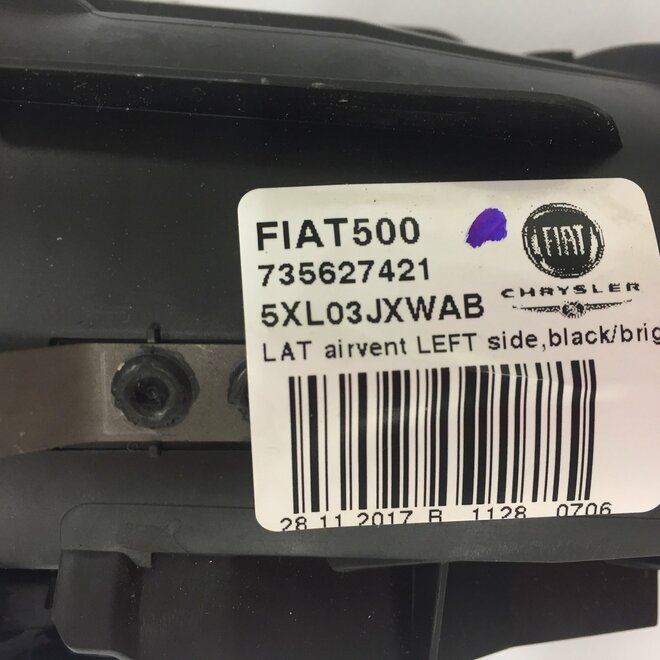 FIAT500
FIAT
735627421
CHRYSLER
5XL03JXWAB
LAT airvent LEFT side,black/brig
28 11 2017 B 1128 0706